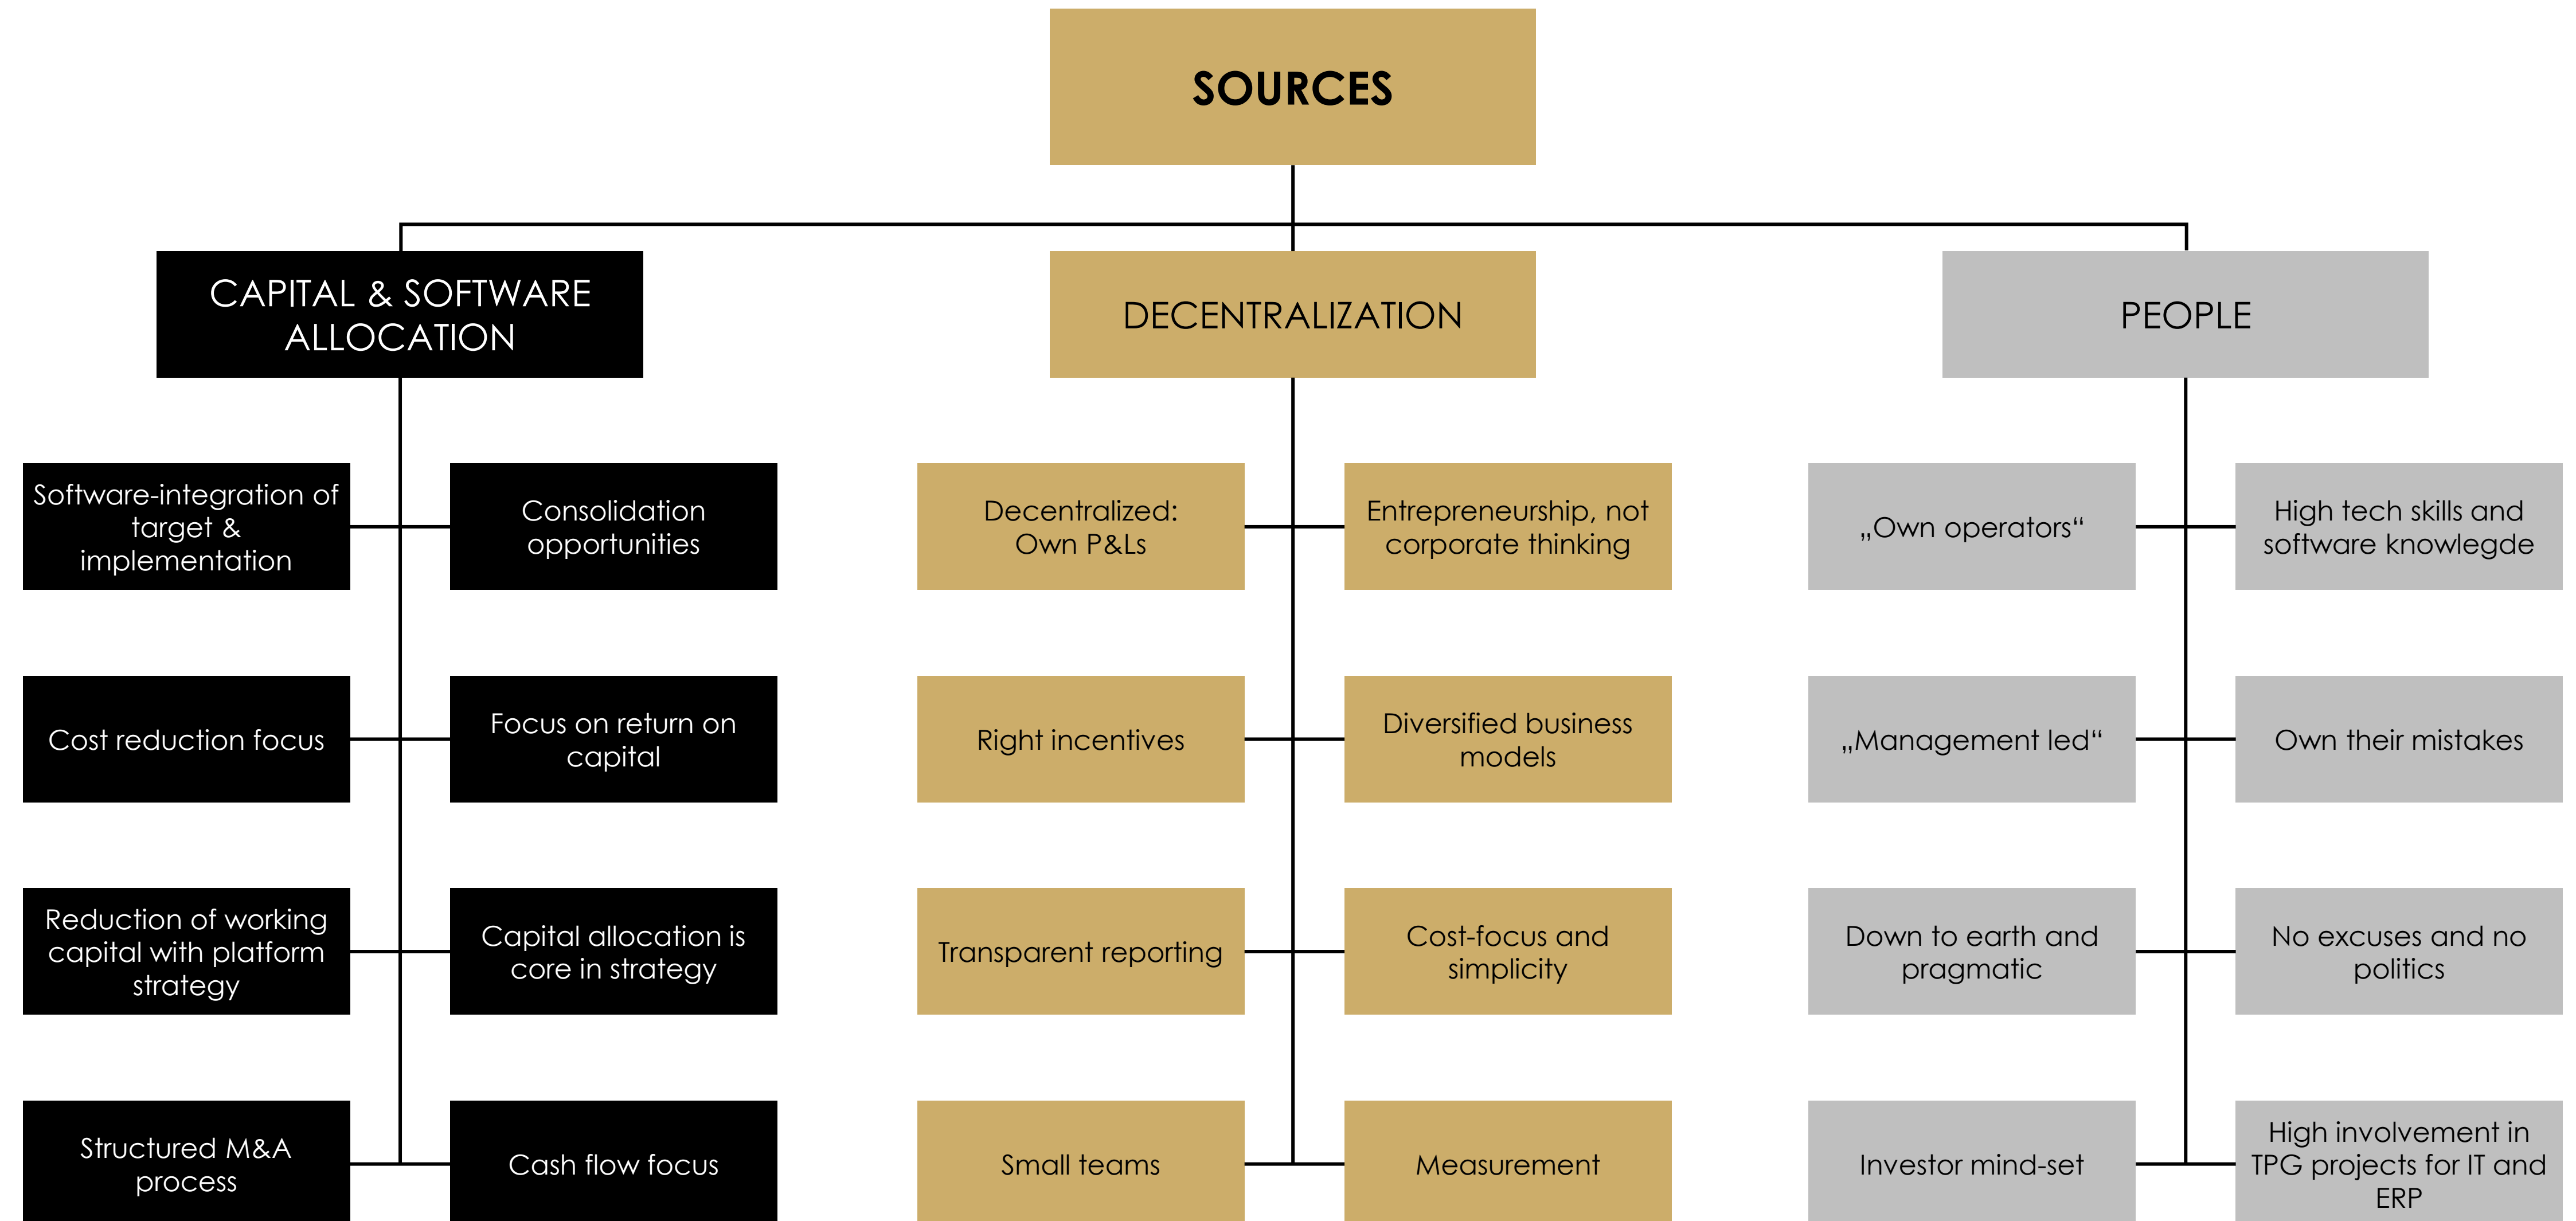 SOURCES
CAPITAL & SOFTWARE
ALLOCATION
DECENTRALIZATION
PEOPLE
Software-integration of
target &
implementation
Consolidation
opportunities
Decentralized:
Own P&Ls
Entrepreneurship, not
corporate thinking
„Own operators“
High tech skills and
software knowlegde
Cost reduction focus
Focus on return on
capital
Right incentives
Diversified business
models
„Management led“
Own their mistakes
Reduction of working
capital with platform
strategy
Capital allocation is
core in strategy
Transparent reporting
Cost-focus and
simplicity
Down to earth and
pragmatic
No excuses and no
politics
Structured M&A
process
Cash flow focus
Small teams
Measurement
Investor mind-set
High involvement in
TPG projects for IT and
ERP